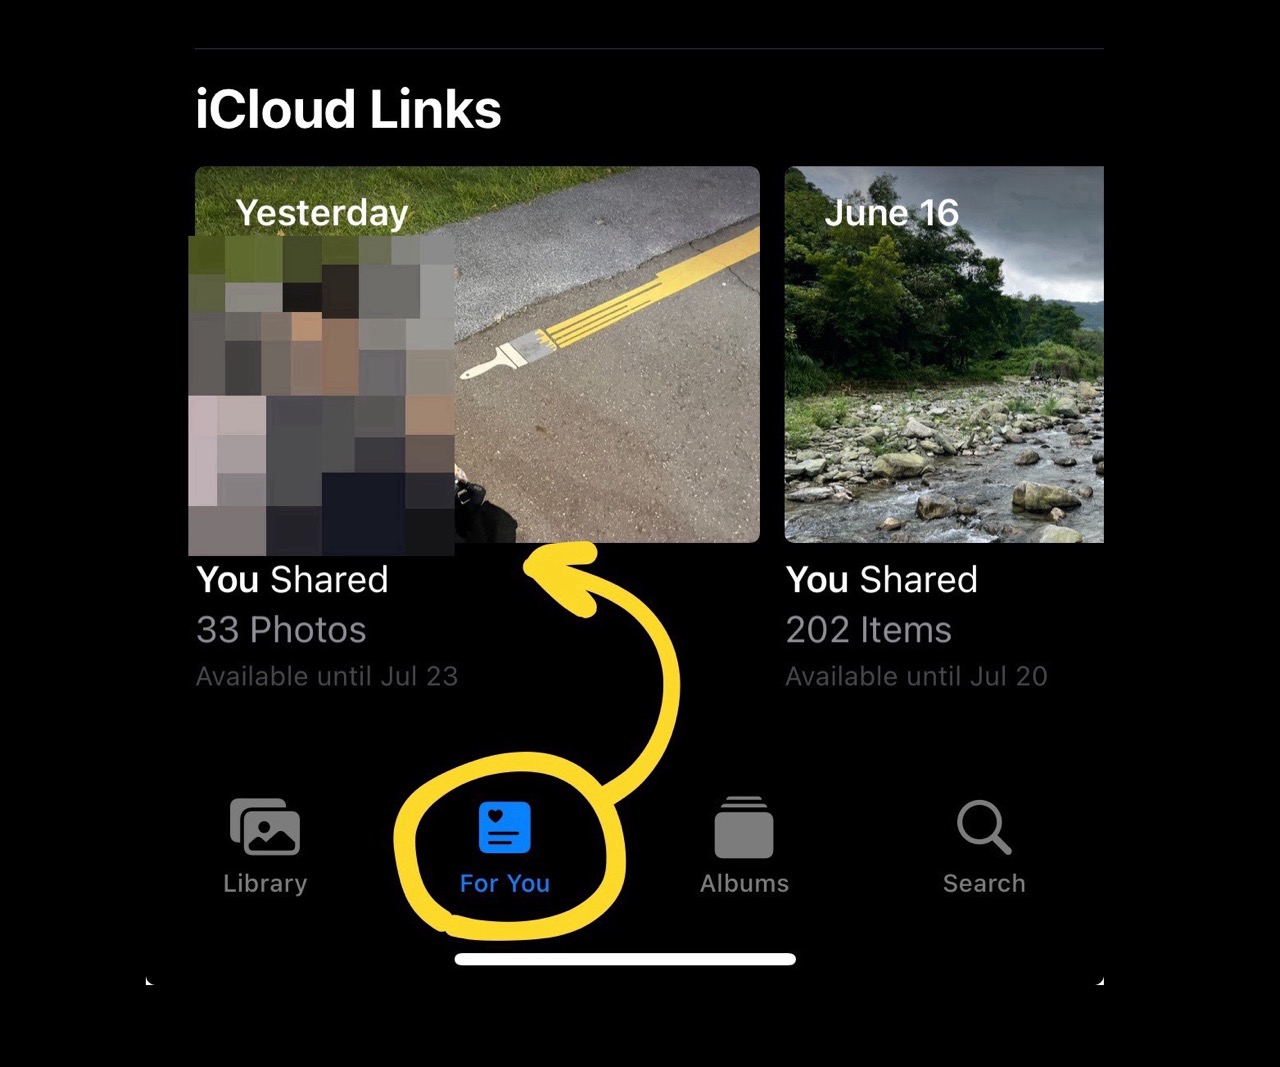 iCloud Links
Yesterday
June 16
You Shared
33 Photos
Available until Jul 23
You Shared
202 Items
Available until Jul 20
Library
For You
Albums
Search